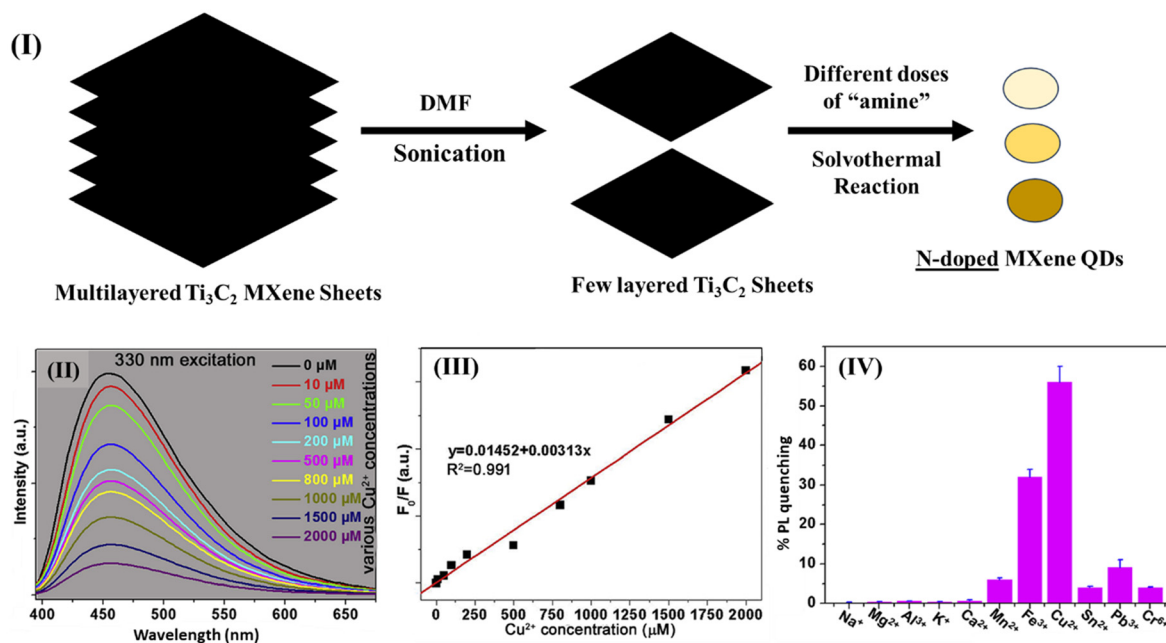 (I)
DMF
Sonication
Different doses
of “amine”
Solvothermal
Reaction
Multilayered Ti₃C₂ MXene Sheets
Few layered Ti₃C₂ Sheets
N-doped MXene QDs
(II)
330 nm excitation
0 µM
10 µM
50 µM
100 µM
200 µM
500 µM
800 µM
1000 µM
1500 µM
2000 µM
various Cu²⁺ concentrations
Intensity (a.u.)
400 450 500 550 600 650
Wavelength (nm)
(III)
y=0.01452+0.00313x
R²=0.991
F₀/F (a.u.)
0 250 500 750 1000 1250 1500 1750 2000
Cu²⁺ concentration (µM)
(IV)
% PL quenching
60
50
40
30
20
10
0
Na⁺ Mg²⁺ Al³⁺ K⁺ Ca²⁺ Mn²⁺ Fe³⁺ Cu²⁺ Sn²⁺ Pb³⁺ Cr⁶⁺